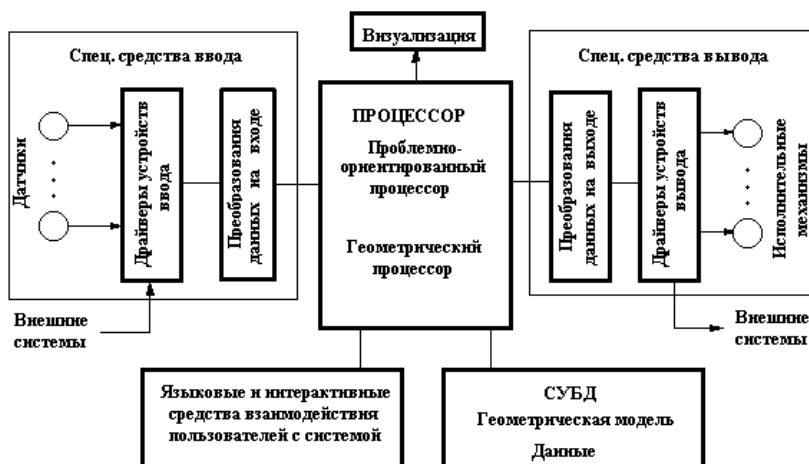 Визуализация
Спец. средства ввода
Датчики
Драйверы устройств
ввода
Преобразования
данных на входе
Внешние
системы
ПРОЦЕССОР
Проблемно-
ориентированный
процессор
Геометрический
процессор
Спец. средства вывода
Преобразования
данных на выходе
Драйверы устройств
вывода
Исполнительные
механизмы
Внешние
системы
Языковые и интерактивные
средства взаимодействия
пользователей с системой
СУБД
Геометрическая модель
Данные